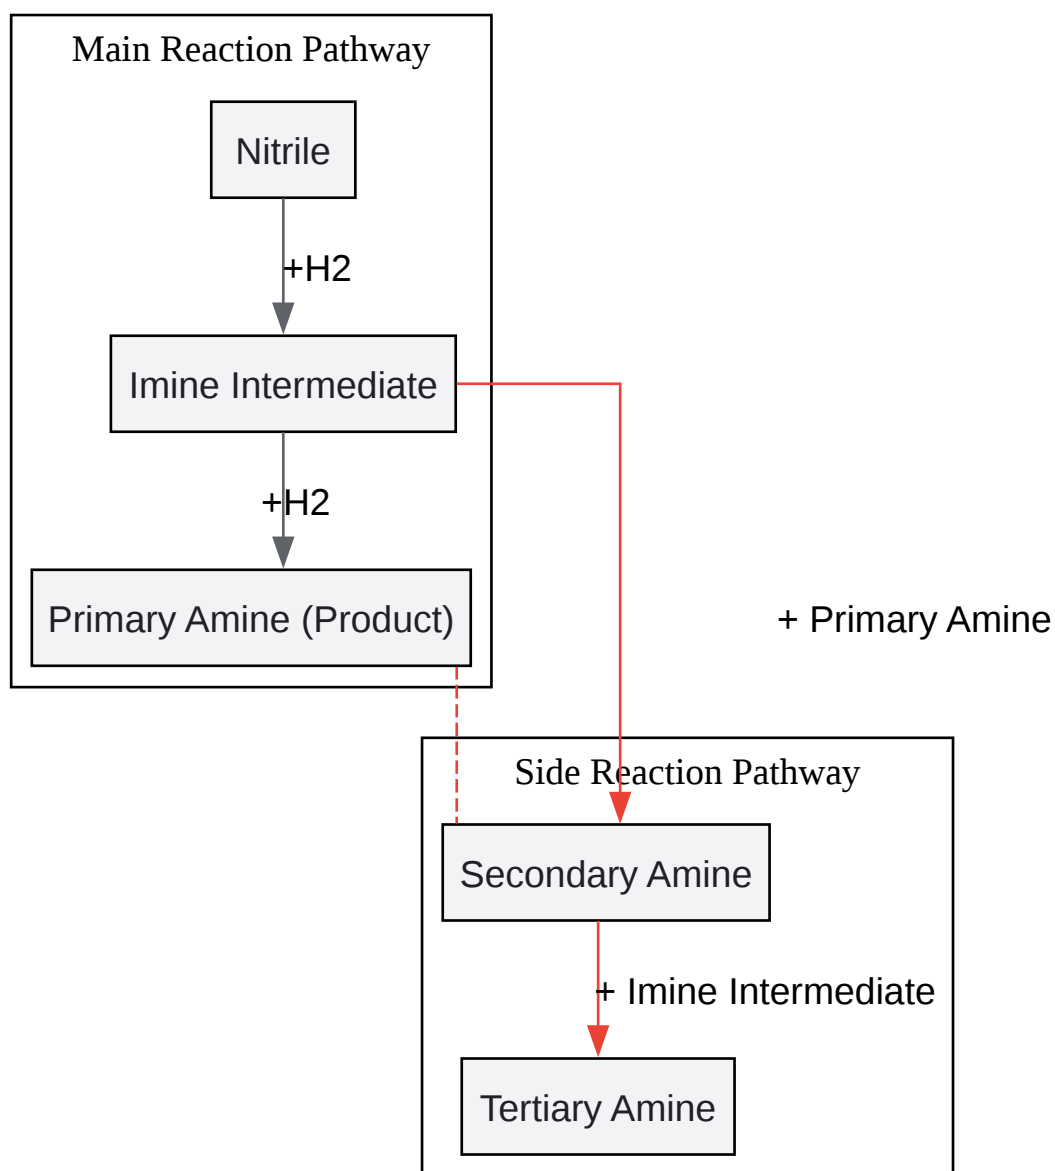 Main Reaction Pathway
Nitrile
+H2
Imine Intermediate
+H2
Primary Amine (Product)
+ Primary Amine
Side Reaction Pathway
Secondary Amine
+ Imine Intermediate
Tertiary Amine